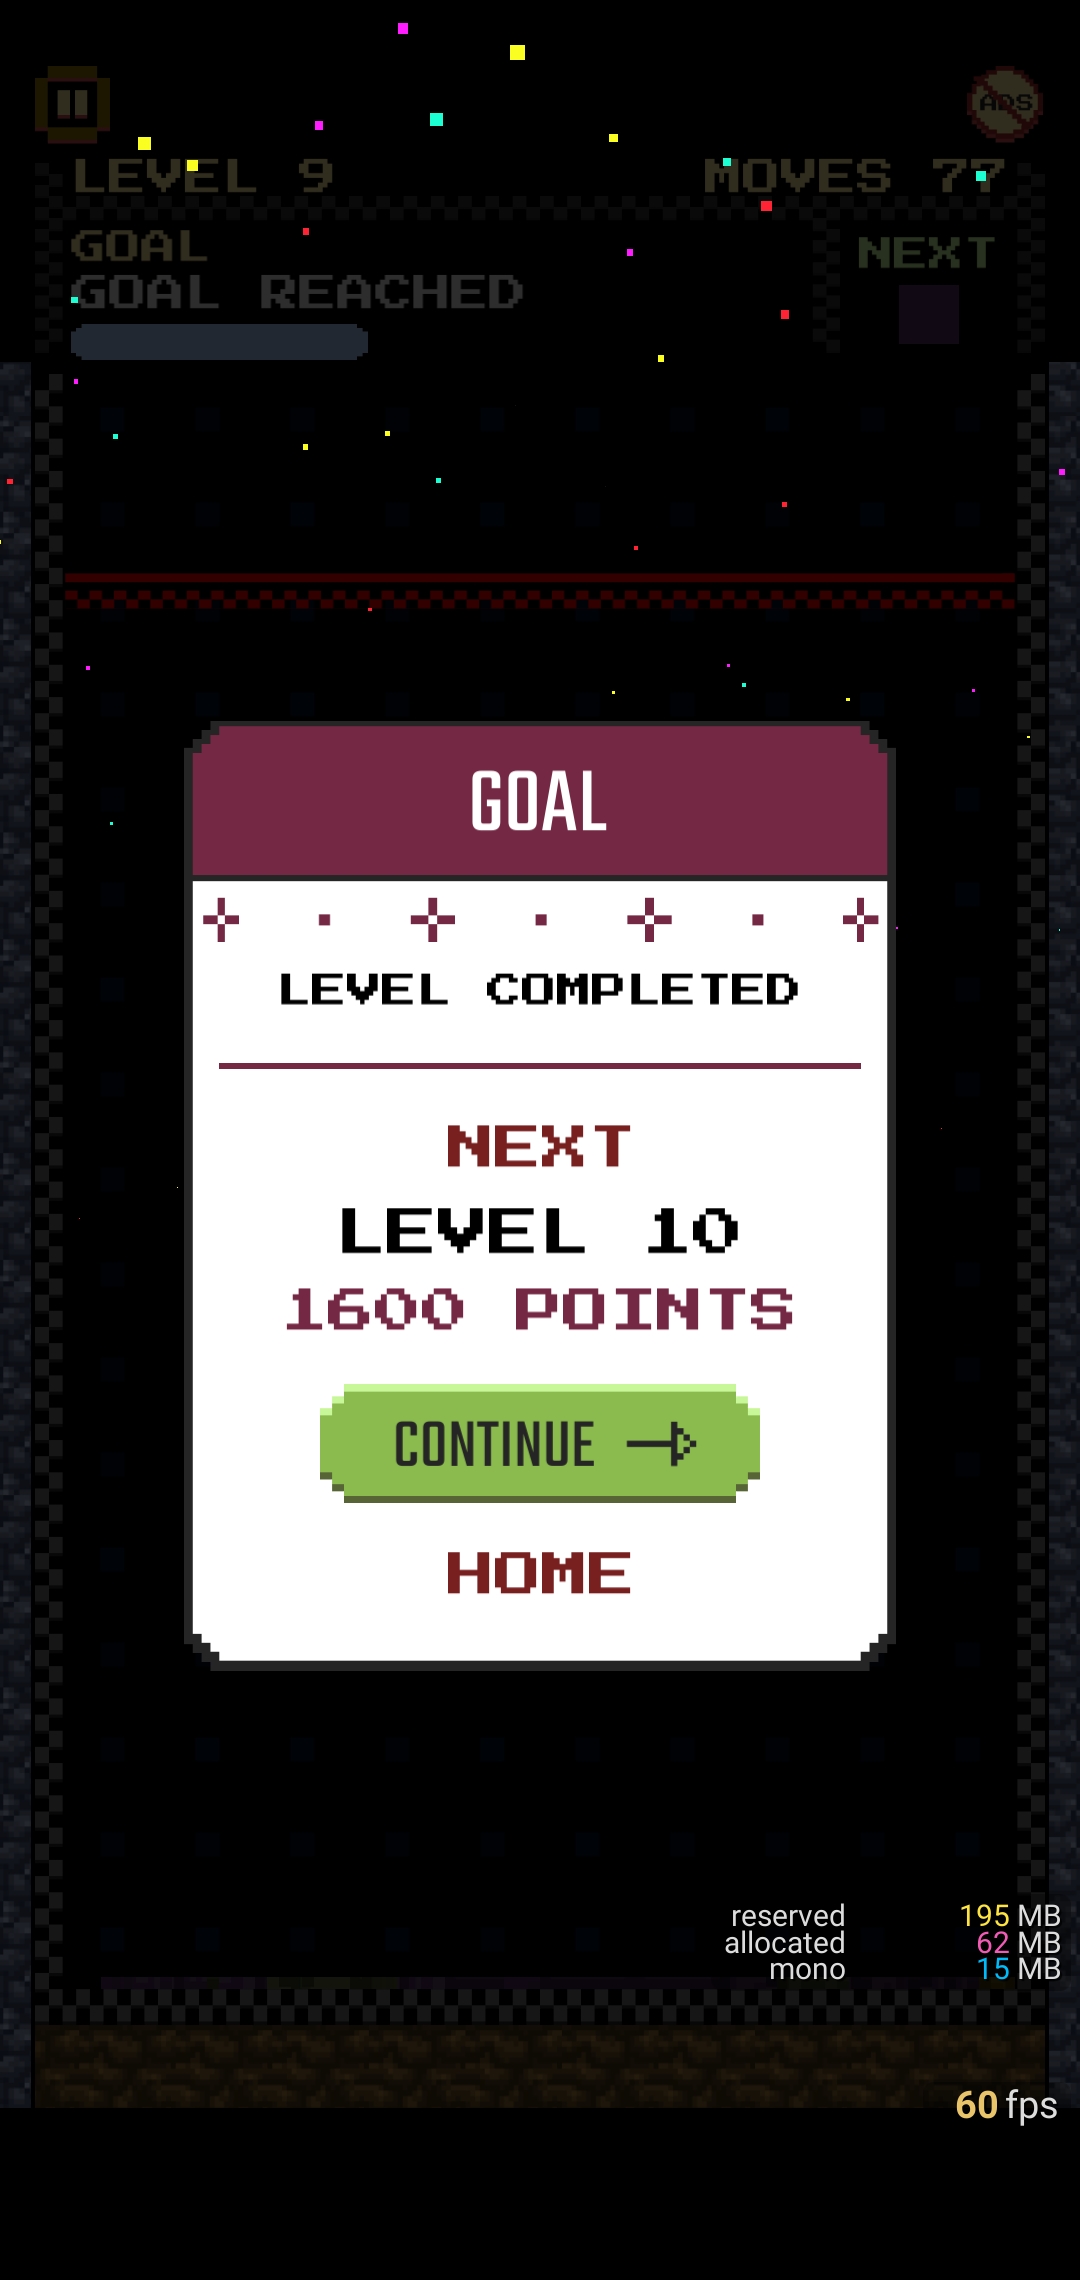 ADS
LEVEL 9
MOVES 77
GOAL
GOAL REACHED
NEXT
GOAL
LEVEL COMPLETED
NEXT
LEVEL 10
1600 POINTS
CONTINUE
HOME
reserved 195 MB
allocated 62 MB
mono 15 MB
60 fps